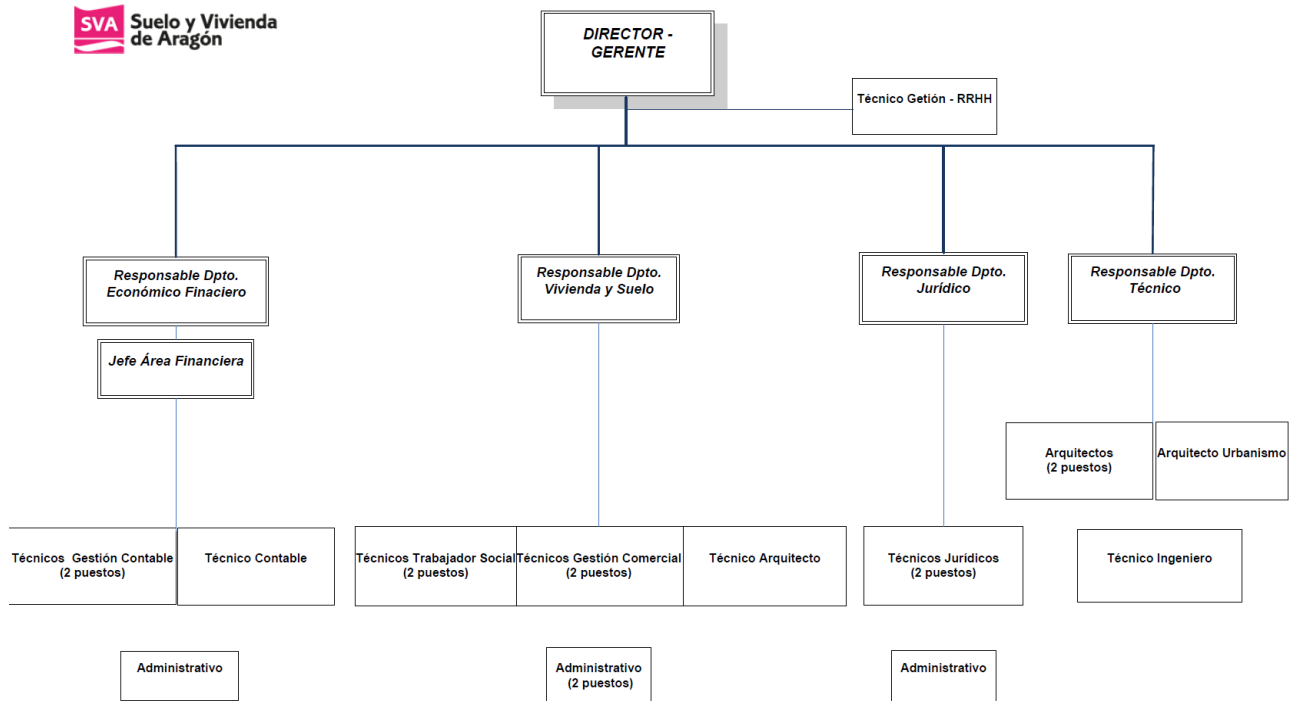 SVA Suelo y Vivienda
de Aragón
DIRECTOR -
GERENTE
Técnico Getión - RRHH
Responsable Dpto.
Económico Finaciero
Responsable Dpto.
Vivienda y Suelo
Responsable Dpto.
Jurídico
Responsable Dpto.
Técnico
Jefe Área Financiera
Arquitectos
(2 puestos)
Arquitecto Urbanismo
Técnicos Gestión Contable
(2 puestos)
Técnico Contable
Técnicos Trabajador Social
(2 puestos)
Técnicos Gestión Comercial
(2 puestos)
Técnico Arquitecto
Técnicos Jurídicos
(2 puestos)
Técnico Ingeniero
Administrativo
Administrativo
(2 puestos)
Administrativo